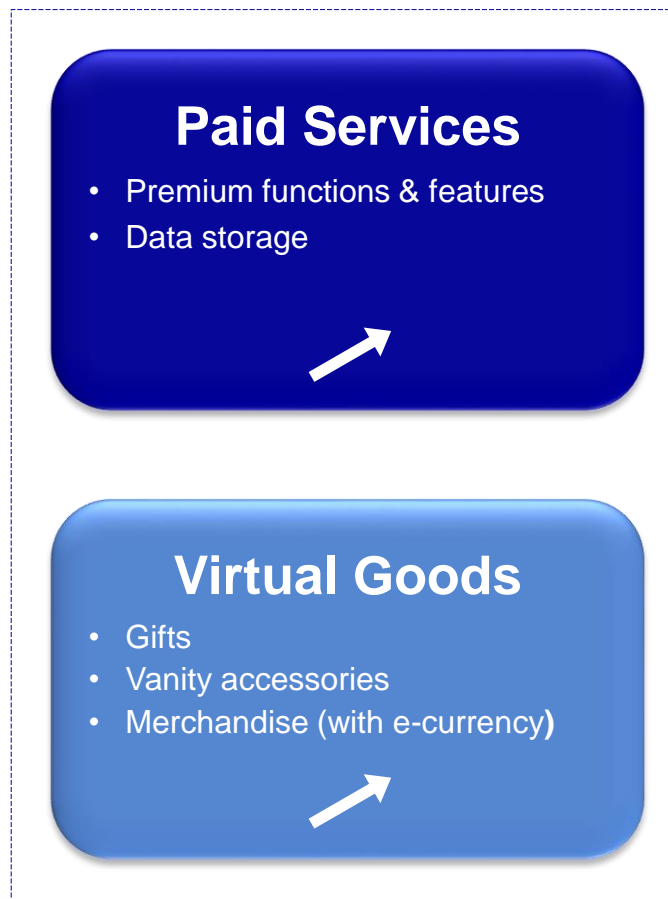 Paid Services
• Premium functions & features
• Data storage
Virtual Goods
• Gifts
• Vanity accessories
• Merchandise (with e-currency)